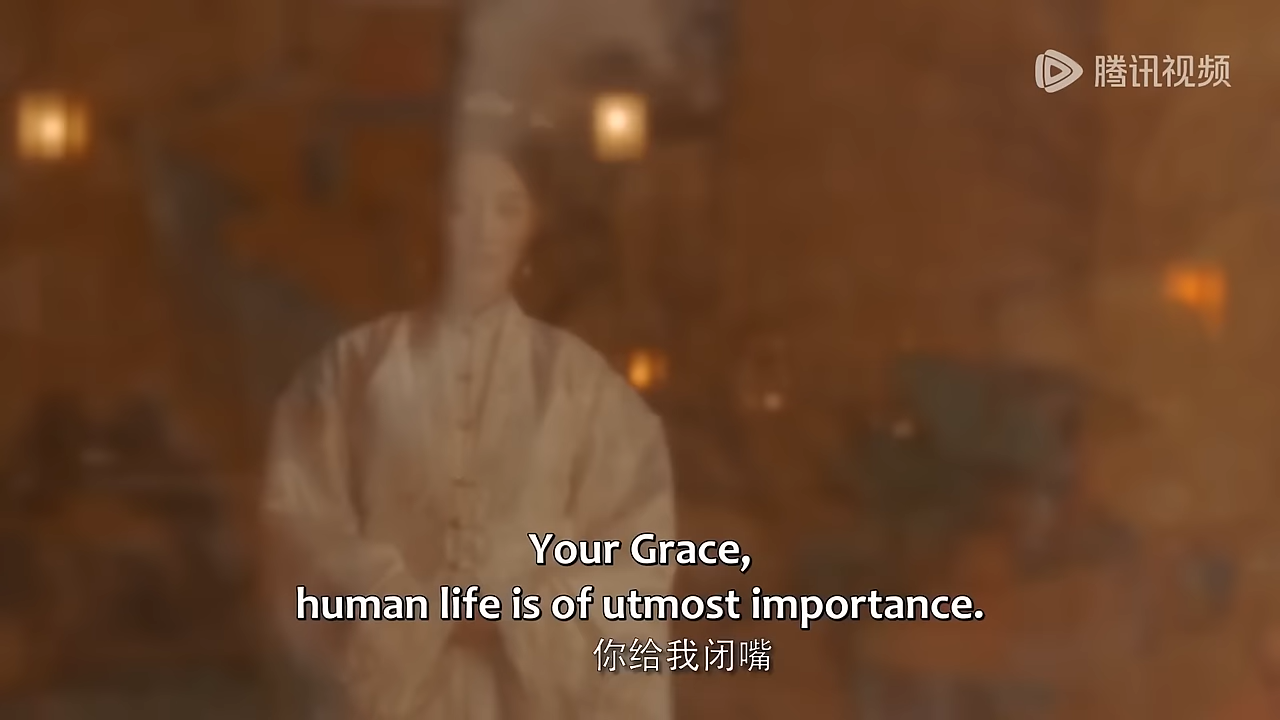 腾讯视频
Your Grace,
human life is of utmost importance.
你给我闭嘴